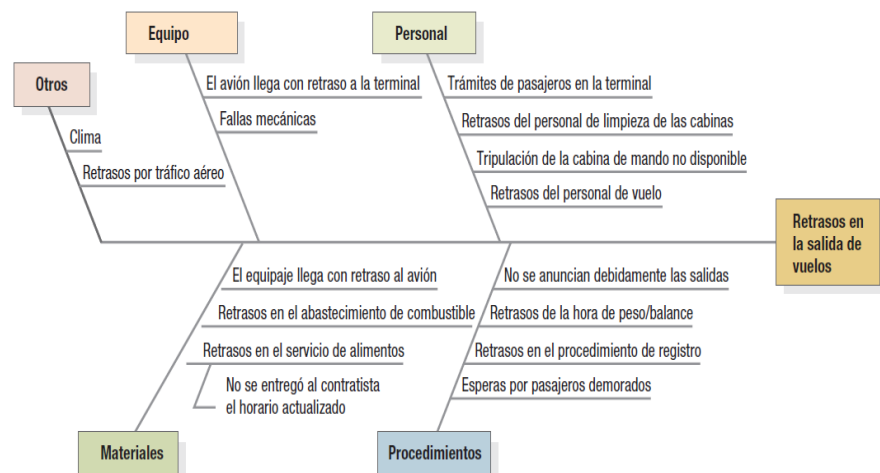 Equipo
Personal
Otros
El avión llega con retraso a la terminal
Fallas mecánicas
Trámites de pasajeros en la terminal
Retrasos del personal de limpieza de las cabinas
Tripulación de la cabina de mando no disponible
Retrasos del personal de vuelo
Clima
Retrasos por tráfico aéreo
Retrasos en
la salida de
vuelos
El equipaje llega con retraso al avión
Retrasos en el abastecimiento de combustible
Retrasos en el servicio de alimentos
No se entregó al contratista
el horario actualizado
No se anuncian debidamente las salidas
Retrasos de la hora de peso/balance
Retrasos en el procedimiento de registro
Esperas por pasajeros demorados
Materiales
Procedimientos